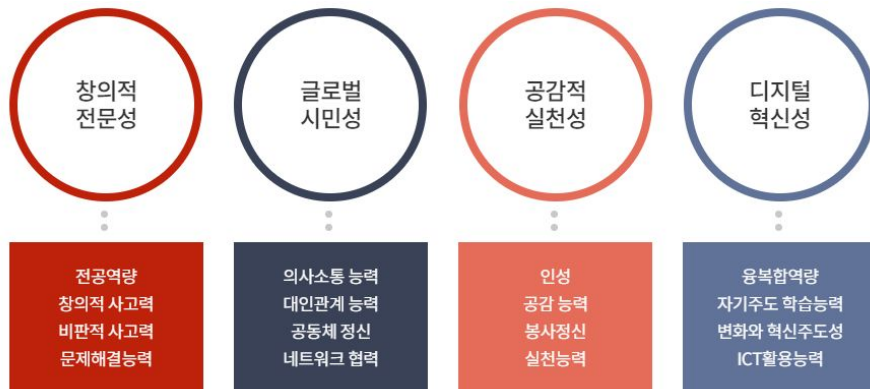 창의적
전문성
글로벌
시민성
공감적
실천성
디지털
혁신성
전공역량
창의적 사고력
비판적 사고력
문제해결능력
의사소통 능력
대인관계 능력
공동체 정신
네트워크 협력
인성
공감 능력
봉사정신
실천능력
융복합역량
자기주도 학습능력
변화와 혁신주도성
ICT활용능력